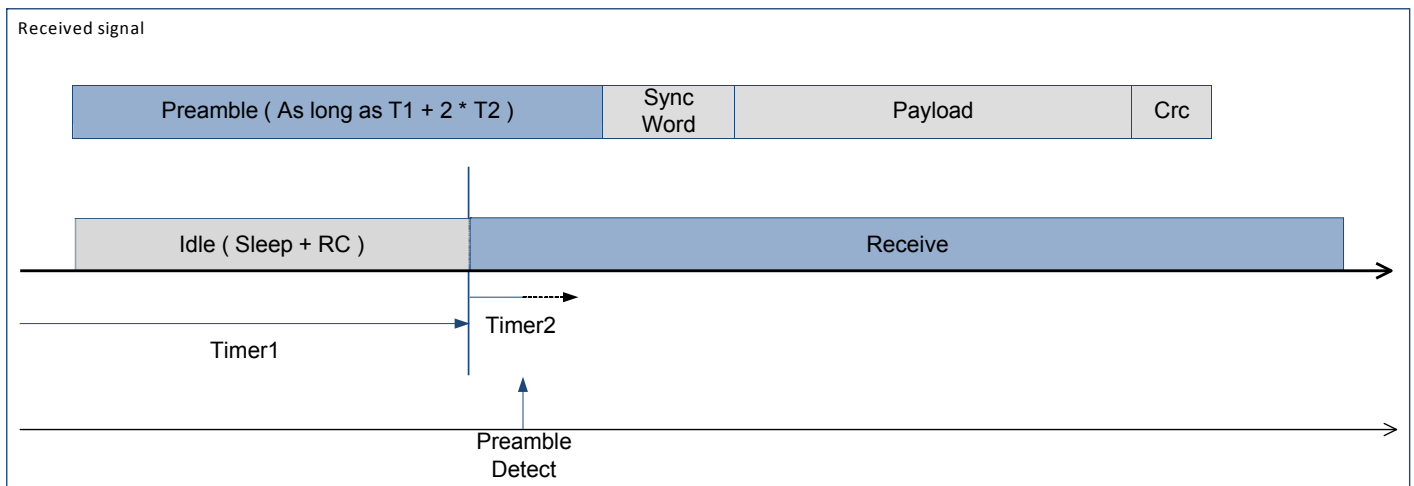 Received signal
Preamble ( As long as T1 + 2 * T2 )
Sync
Word
Payload
Crc
Idle ( Sleep + RC )
Receive
Timer2
Timer1
Preamble
Detect